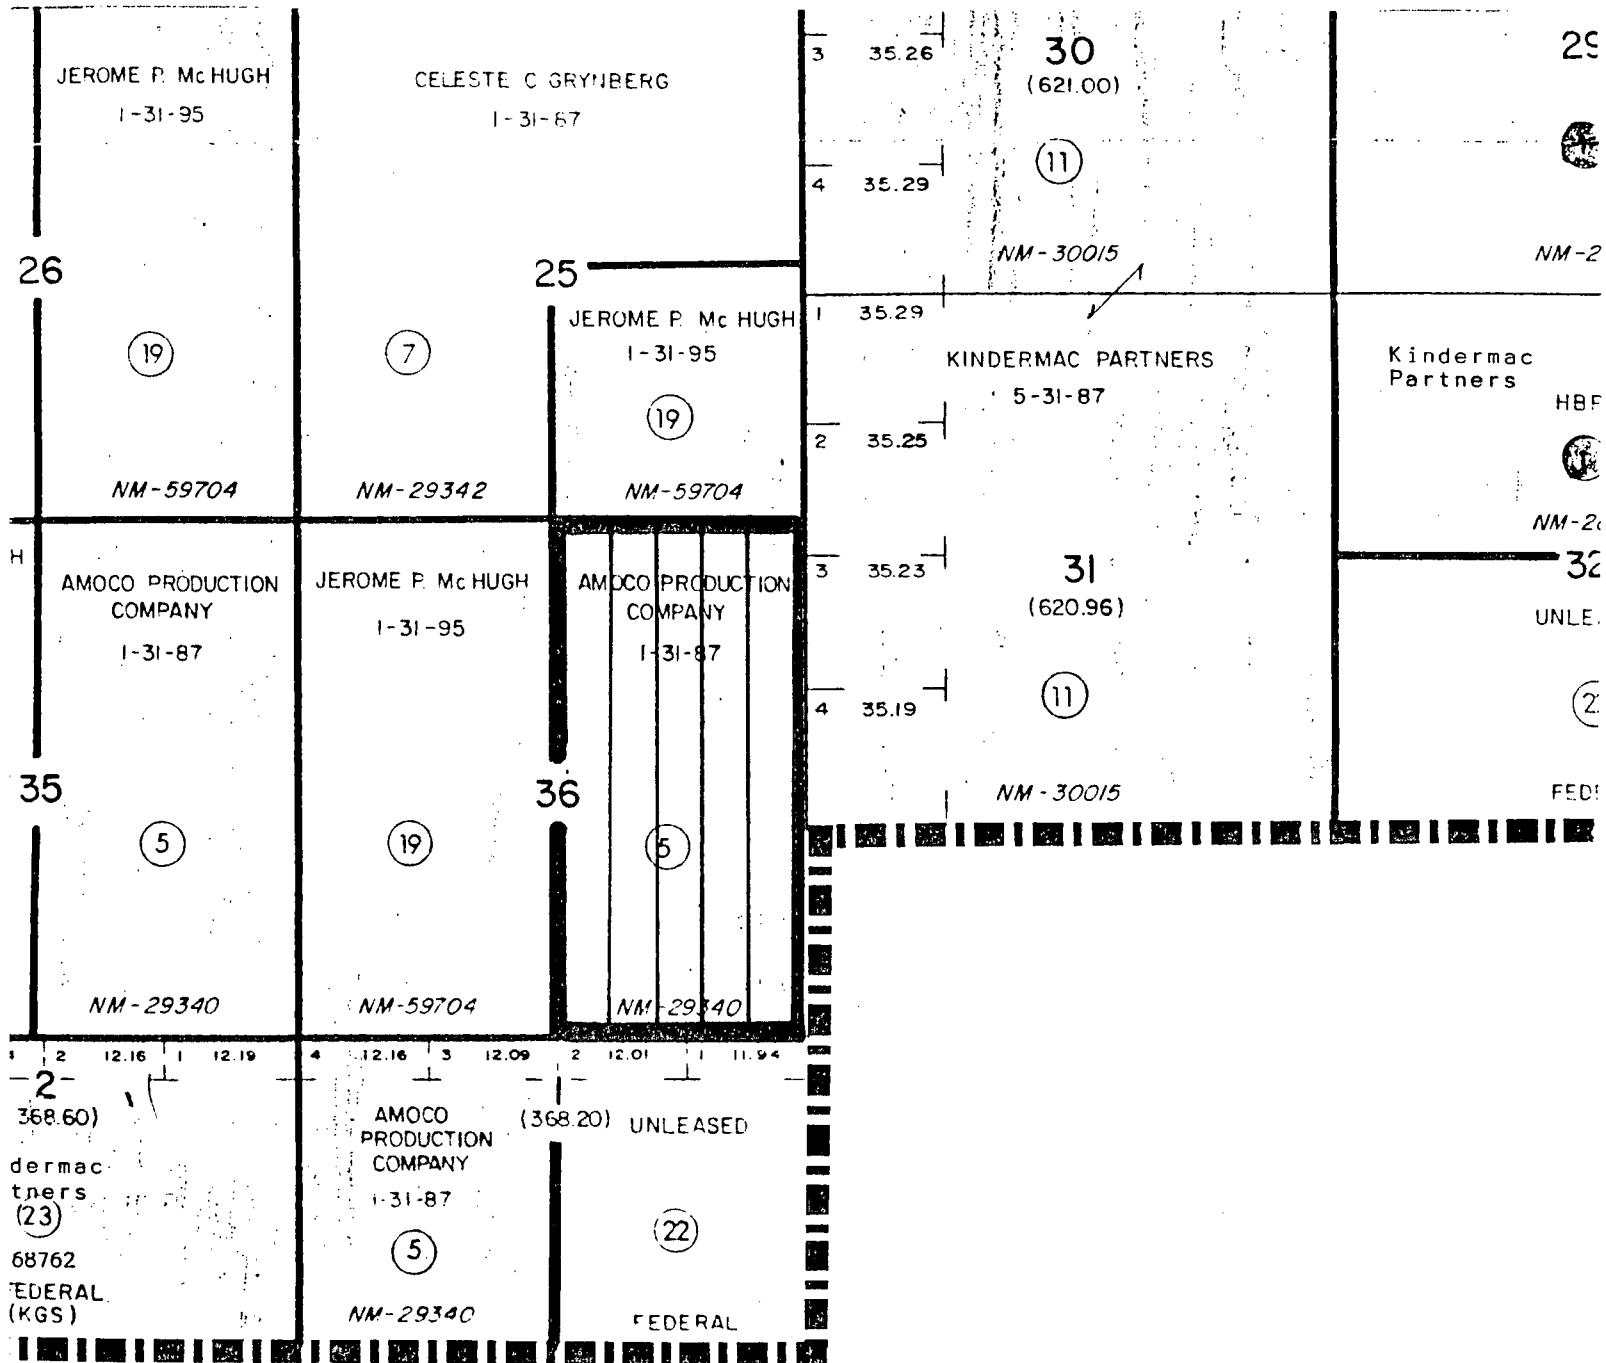 JEROME P. McHUGH
1-31-95
26
19
NM-59704
CELESTE C GRYNBERG
1-31-87
25
7
NM-29342
JEROME P. Mc HUGH
1-31-95
19
NM-59704
3 35.26
4 35.29
30
(621.00)
11
NM-30015
29
NM-2
1 35.29
2 35.25
3 35.23
4 35.19
KINDERMAC PARTNERS
5-31-87
31
(620.96)
11
NM-30015
Kindermac
Partners
NM-2
32
UNLE
FED
H
AMOCO PRODUCTION
COMPANY
1-31-87
35
5
NM-29340
JEROME P. McHUGH
1-31-95
19
NM-59704
36
AMOCO PRODUCTION
COMPANY
1-31-87
5
NM-29340
2 12.16 1 12.19 4 12.16 3 12.09 2 12.01 1 11.94
2
368.60)
dermac
tners
(23)
68762
EDERAL
(KGS)
AMOCO
PRODUCTION
COMPANY
1-31-87
5
NM-29340
(368.20)
UNLEASED
22
FEDERAL